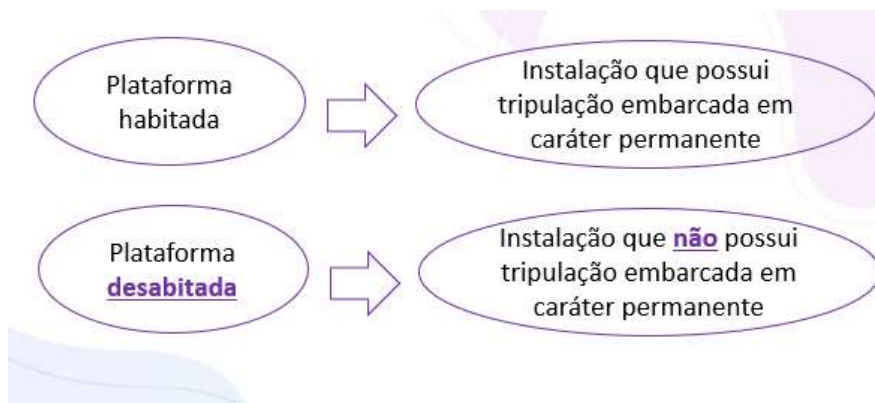 Plataforma
habitada
Instalação que possui
tripulação embarcada em
caráter permanente
Plataforma
desabitada
Instalação que não possui
tripulação embarcada em
caráter permanente